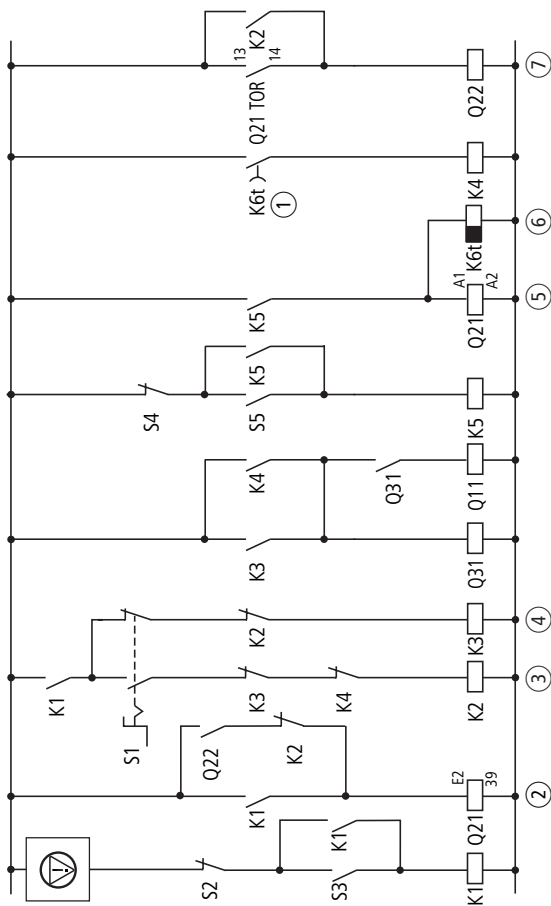 !
S2
S3
K1
K1
K1
Q22
K2
Q21
E2
39
②
K1
S1
K3
K4
K2
③
K2
K3
④
K3
Q31
K4
Q31
Q11
S4
S5
K5
K5
K5
Q21
A1
A2
⑤
K6t
⑥
K6t
①
K4
Q21 TOR
13
14
K2
Q22
⑦